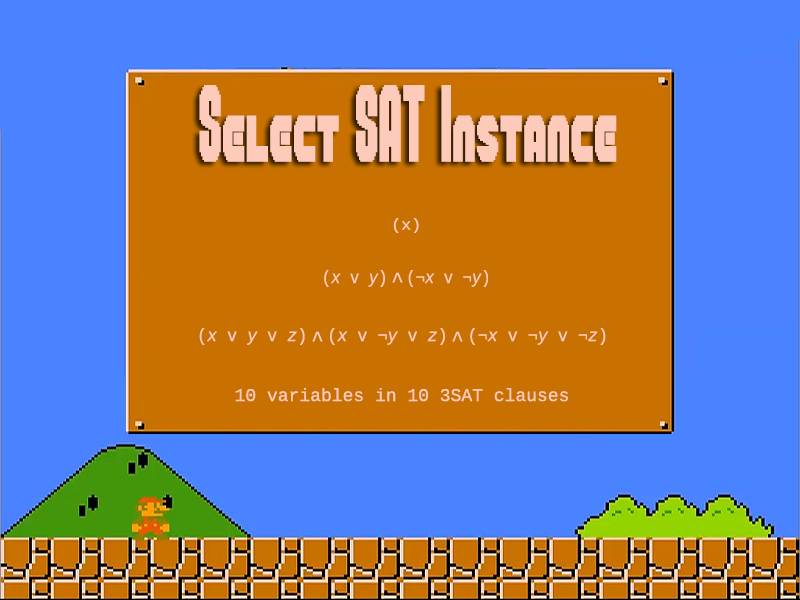 Select SAT Instance
(x)
(x ∨ y)∧(¬x ∨ ¬y)
(x ∨ y ∨ z)∧(x ∨ ¬y ∨ z)∧(¬x ∨ ¬y ∨ ¬z)
10 variables in 10 3SAT clauses